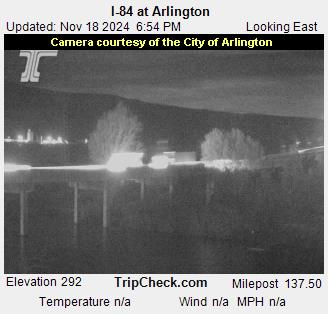 I-84 at Arlington
Updated: Nov 18 2024 6:54 PM Looking East
Camera courtesy of the City of Arlington
Elevation 292 TripCheck.com Milepost 137.50
Temperature n/a Wind n/a MPH n/a